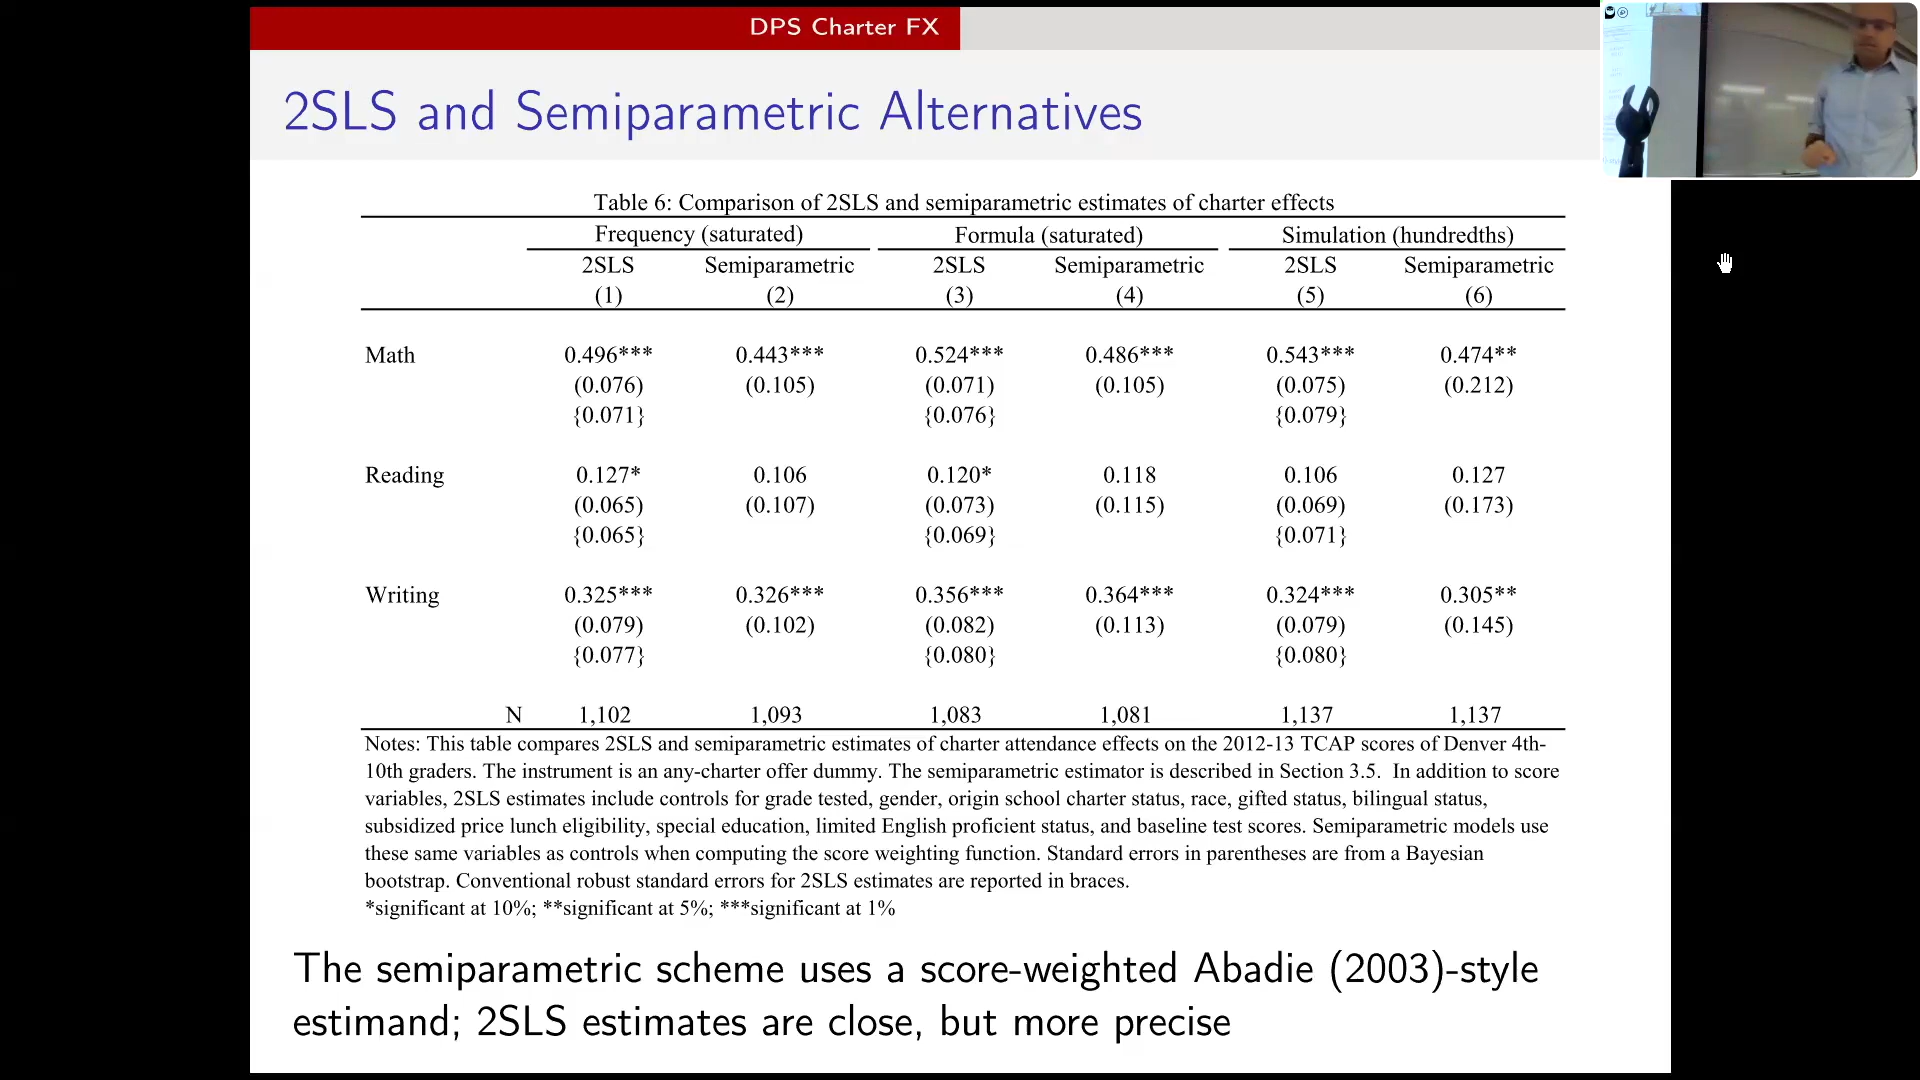 DPS Charter FX
2SLS and Semiparametric Alternatives
Table 6: Comparison of 2SLS and semiparametric estimates of charter effects
Frequency (saturated) Formula (saturated) Simulation (hundredths)
2SLS Semiparametric 2SLS Semiparametric 2SLS Semiparametric
(1) (2) (3) (4) (5) (6)
Math 0.496*** 0.443*** 0.524*** 0.486*** 0.543*** 0.474**
(0.076) (0.105) (0.071) (0.105) (0.075) (0.212)
{0.071} {0.076} {0.079}
Reading 0.127* 0.106 0.120* 0.118 0.106 0.127
(0.065) (0.107) (0.073) (0.115) (0.069) (0.173)
{0.065} {0.069} {0.071}
Writing 0.325*** 0.326*** 0.356*** 0.364*** 0.324*** 0.305**
(0.079) (0.102) (0.082) (0.113) (0.079) (0.145)
{0.077} {0.080} {0.080}
N 1,102 1,093 1,083 1,081 1,137 1,137
Notes: This table compares 2SLS and semiparametric estimates of charter attendance effects on the 2012-13 TCAP scores of Denver 4th-
10th graders. The instrument is an any-charter offer dummy. The semiparametric estimator is described in Section 3.5. In addition to score
variables, 2SLS estimates include controls for grade tested, gender, origin school charter status, race, gifted status, bilingual status,
subsidized price lunch eligibility, special education, limited English proficient status, and baseline test scores. Semiparametric models use
these same variables as controls when computing the score weighting function. Standard errors in parentheses are from a Bayesian
bootstrap. Conventional robust standard errors for 2SLS estimates are reported in braces.
*significant at 10%; **significant at 5%; ***significant at 1%
The semiparametric scheme uses a score-weighted Abadie (2003)-style
estimand; 2SLS estimates are close, but more precise